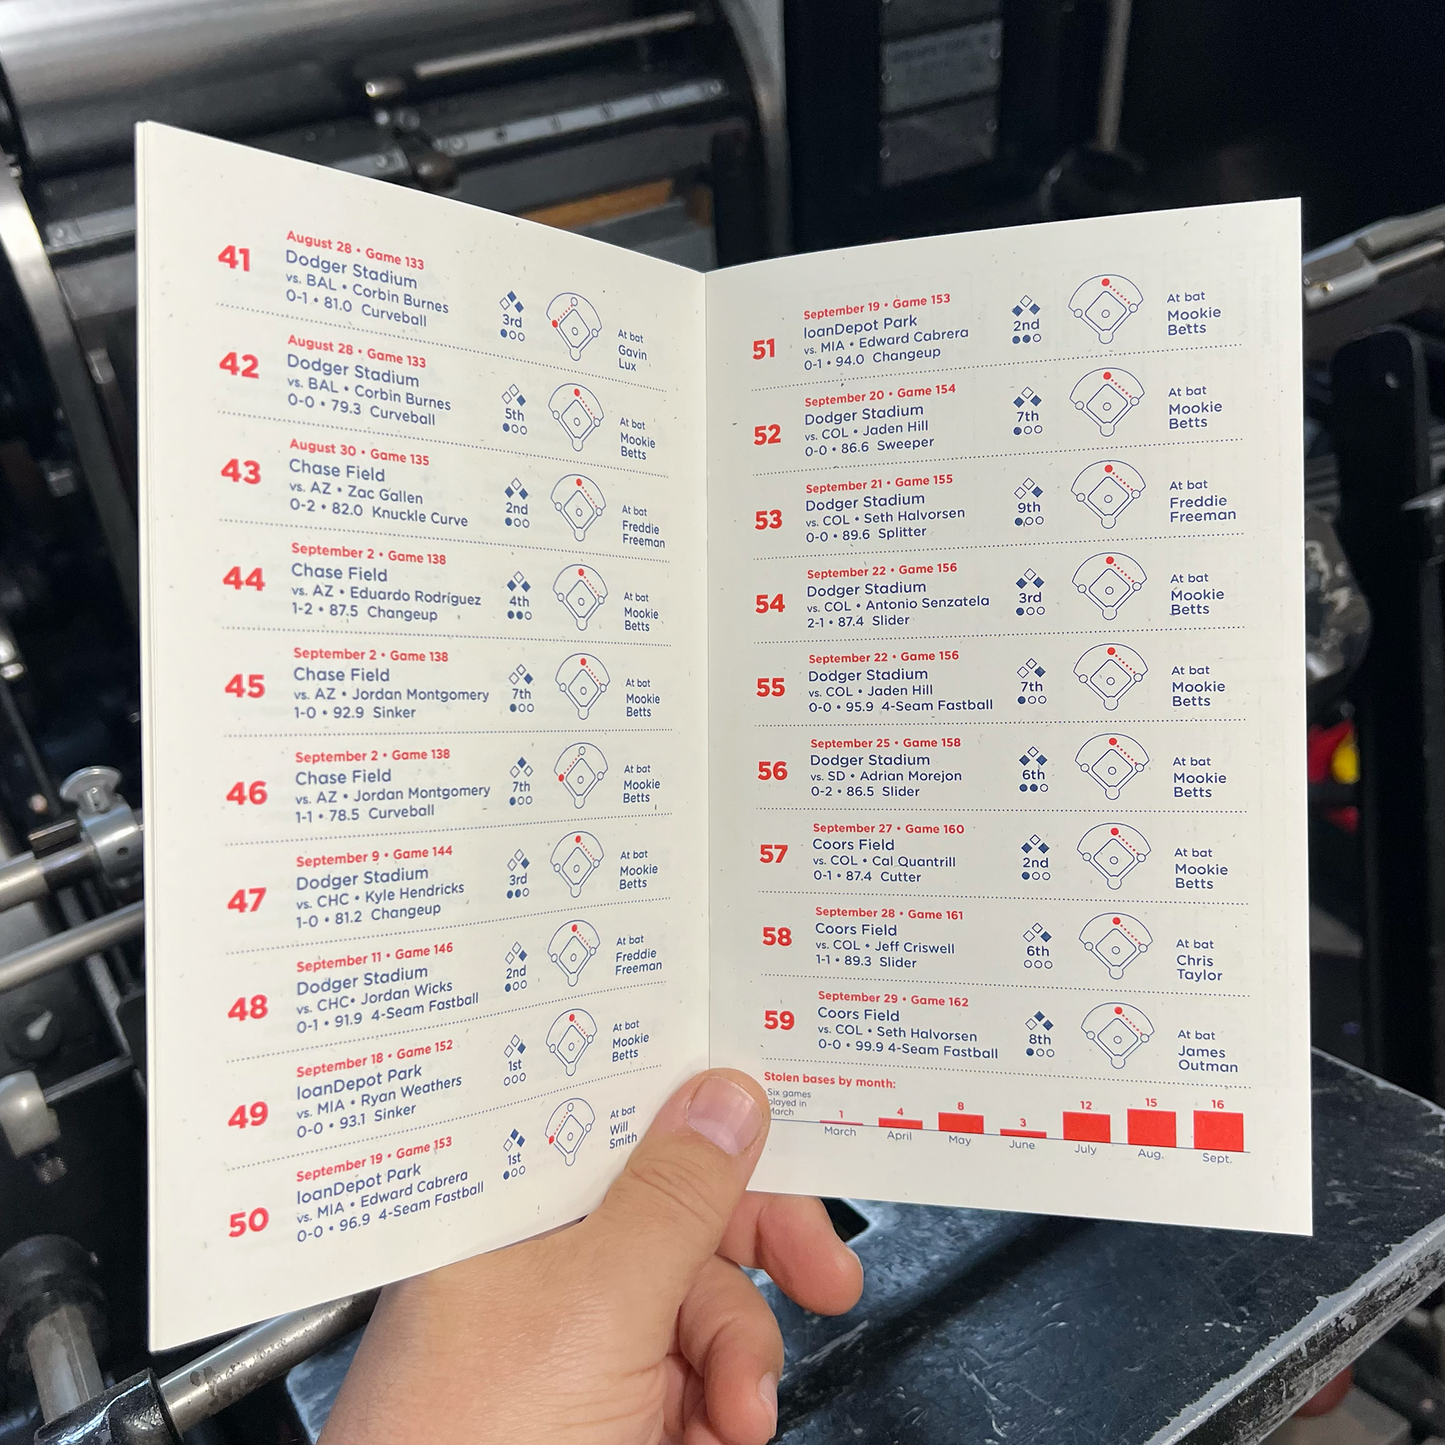 41
August 28 • Game 133
Dodger Stadium
vs. BAL • Corbin Burnes
0-1 • 81.0 Curveball
3rd
At bat
Gavin
Lux
42
August 28 • Game 133
Dodger Stadium
vs. BAL • Corbin Burnes
0-0 • 79.3 Curveball
5th
At bat
Mookie
Betts
43
August 30 • Game 135
Chase Field
vs. AZ • Zac Gallen
0-2 • 82.0 Knuckle Curve
2nd
At bat
Freddie
Freeman
44
September 2 • Game 138
Chase Field
vs. AZ • Eduardo Rodríguez
1-2 • 87.5 Changeup
4th
At bat
Mookie
Betts
45
September 2 • Game 138
Chase Field
vs. AZ • Jordan Montgomery
1-0 • 92.9 Sinker
7th
At bat
Mookie
Betts
46
September 2 • Game 138
Chase Field
vs. AZ • Jordan Montgomery
1-1 • 78.5 Curveball
7th
At bat
Mookie
Betts
47
September 9 • Game 144
Dodger Stadium
vs. CHC • Kyle Hendricks
1-0 • 81.2 Changeup
3rd
At bat
Mookie
Betts
48
September 11 • Game 146
Dodger Stadium
vs. CHC• Jordan Wicks
0-1 • 91.9 4-Seam Fastball
2nd
At bat
Freddie
Freeman
49
September 18 • Game 152
loanDepot Park
vs. MIA • Ryan Weathers
0-0 • 93.1 Sinker
1st
At bat
Mookie
Betts
50
September 19 • Game 153
loanDepot Park
vs. MIA • Edward Cabrera
0-0 • 96.9 4-Seam Fastball
1st
At bat
Will
Smith
51
September 19 • Game 153
loanDepot Park
vs. MIA • Edward Cabrera
0-1 • 94.0 Changeup
2nd
At bat
Mookie
Betts
52
September 20 • Game 154
Dodger Stadium
vs. COL • Jaden Hill
0-0 • 86.6 Sweeper
7th
At bat
Mookie
Betts
53
September 21 • Game 155
Dodger Stadium
vs. COL • Seth Halvorsen
0-0 • 89.6 Splitter
9th
At bat
Freddie
Freeman
54
September 22 • Game 156
Dodger Stadium
vs. COL • Antonio Senzatela
2-1 • 87.4 Slider
3rd
At bat
Mookie
Betts
55
September 22 • Game 156
Dodger Stadium
vs. COL • Jaden Hill
0-0 • 95.9 4-Seam Fastball
7th
At bat
Mookie
Betts
56
September 25 • Game 158
Dodger Stadium
vs. SD • Adrian Morejon
0-2 • 86.5 Slider
6th
At bat
Mookie
Betts
57
September 27 • Game 160
Coors Field
vs. COL • Cal Quantrill
0-1 • 87.4 Cutter
2nd
At bat
Mookie
Betts
58
September 28 • Game 161
Coors Field
vs. COL • Jeff Criswell
1-1 • 89.3 Slider
6th
At bat
Chris
Taylor
59
September 29 • Game 162
Coors Field
vs. COL • Seth Halvorsen
0-0 • 99.9 4-Seam Fastball
8th
At bat
James
Outman
Stolen bases by month:
Six games
played in
March
1 4 8 3 12 15 16
March April May June July Aug. Sept.